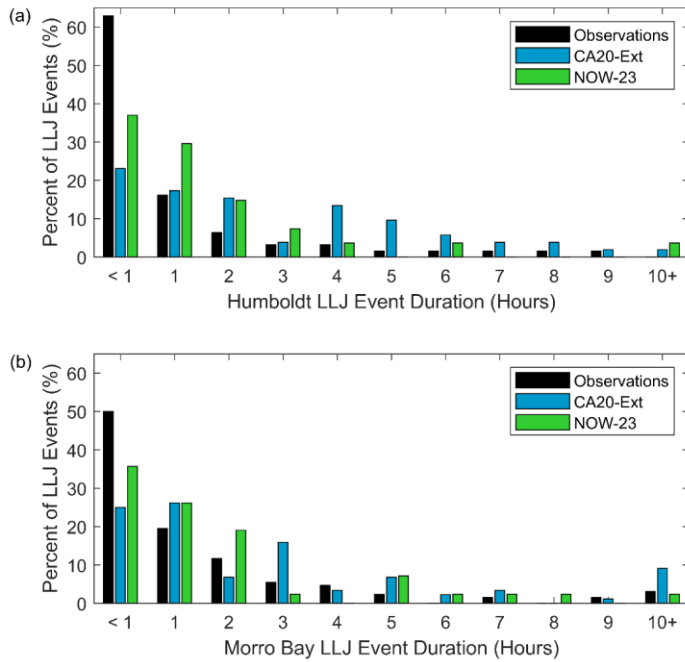 (a)
Percent of LLJ Events (%)
60
50
40
30
20
10
0
Observations
CA20-Ext
NOW-23
< 1 1 2 3 4 5 6 7 8 9 10+
Humboldt LLJ Event Duration (Hours)
(b)
Percent of LLJ Events (%)
60
50
40
30
20
10
0
Observations
CA20-Ext
NOW-23
< 1 1 2 3 4 5 6 7 8 9 10+
Morro Bay LLJ Event Duration (Hours)